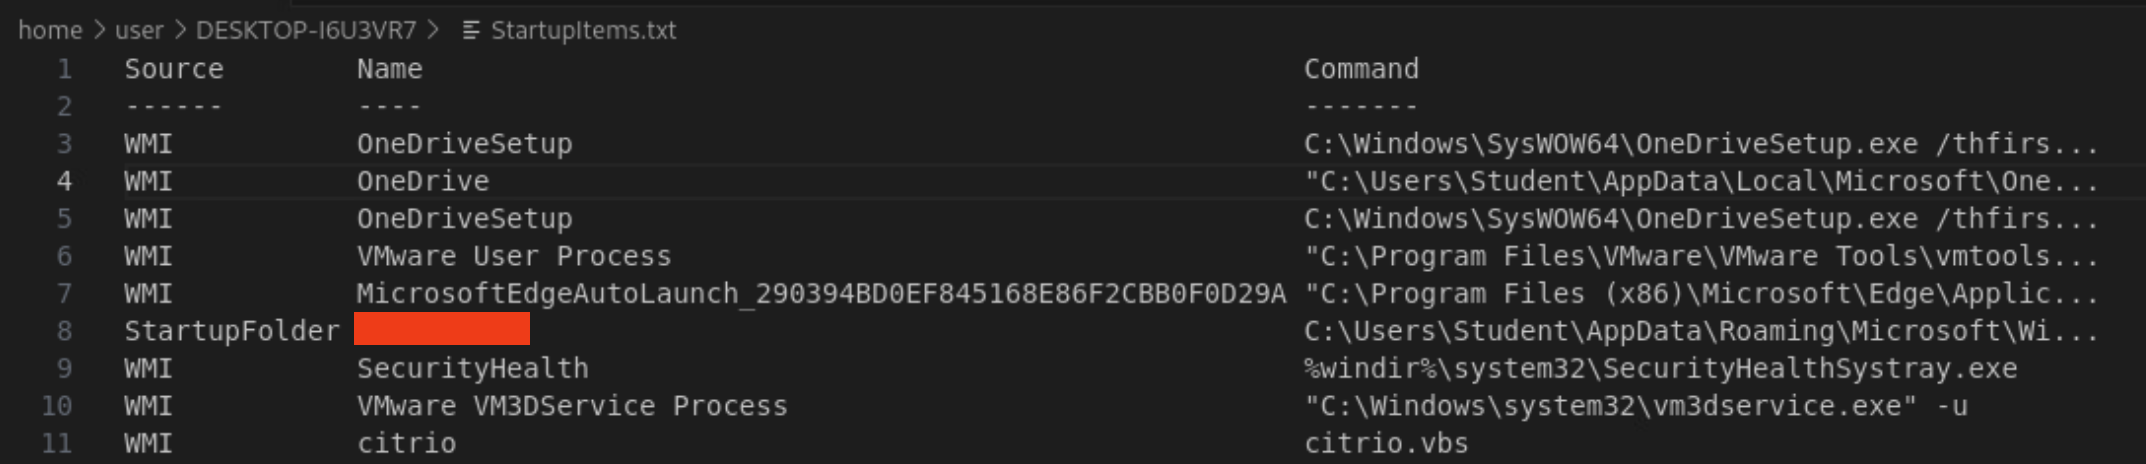 home > user > DESKTOP-I6U3VR7 > StartupItems.txt
1 Source Name Command
2 ------ ---- -------
3 WMI OneDriveSetup C:\Windows\SysWOW64\OneDriveSetup.exe /thfirs...
4 WMI OneDrive "C:\Users\Student\AppData\Local\Microsoft\One...
5 WMI OneDriveSetup C:\Windows\SysWOW64\OneDriveSetup.exe /thfirs...
6 WMI VMware User Process "C:\Program Files\VMware\VMware Tools\vmtools...
7 WMI MicrosoftEdgeAutoLaunch_290394BD0EF845168E86F2CBB0F0D29A "C:\Program Files (x86)\Microsoft\Edge\Applic...
8 StartupFolder C:\Users\Student\AppData\Roaming\Microsoft\Wi...
9 WMI SecurityHealth %windir%\system32\SecurityHealthSystray.exe
10 WMI VMware VM3DService Process "C:\Windows\system32\vm3dservice.exe" -u
11 WMI citrio citrio.vbs